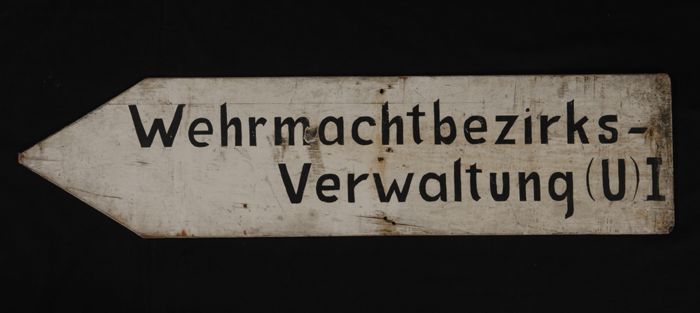 Wehrmachtbezirks-
Verwaltung (U) I